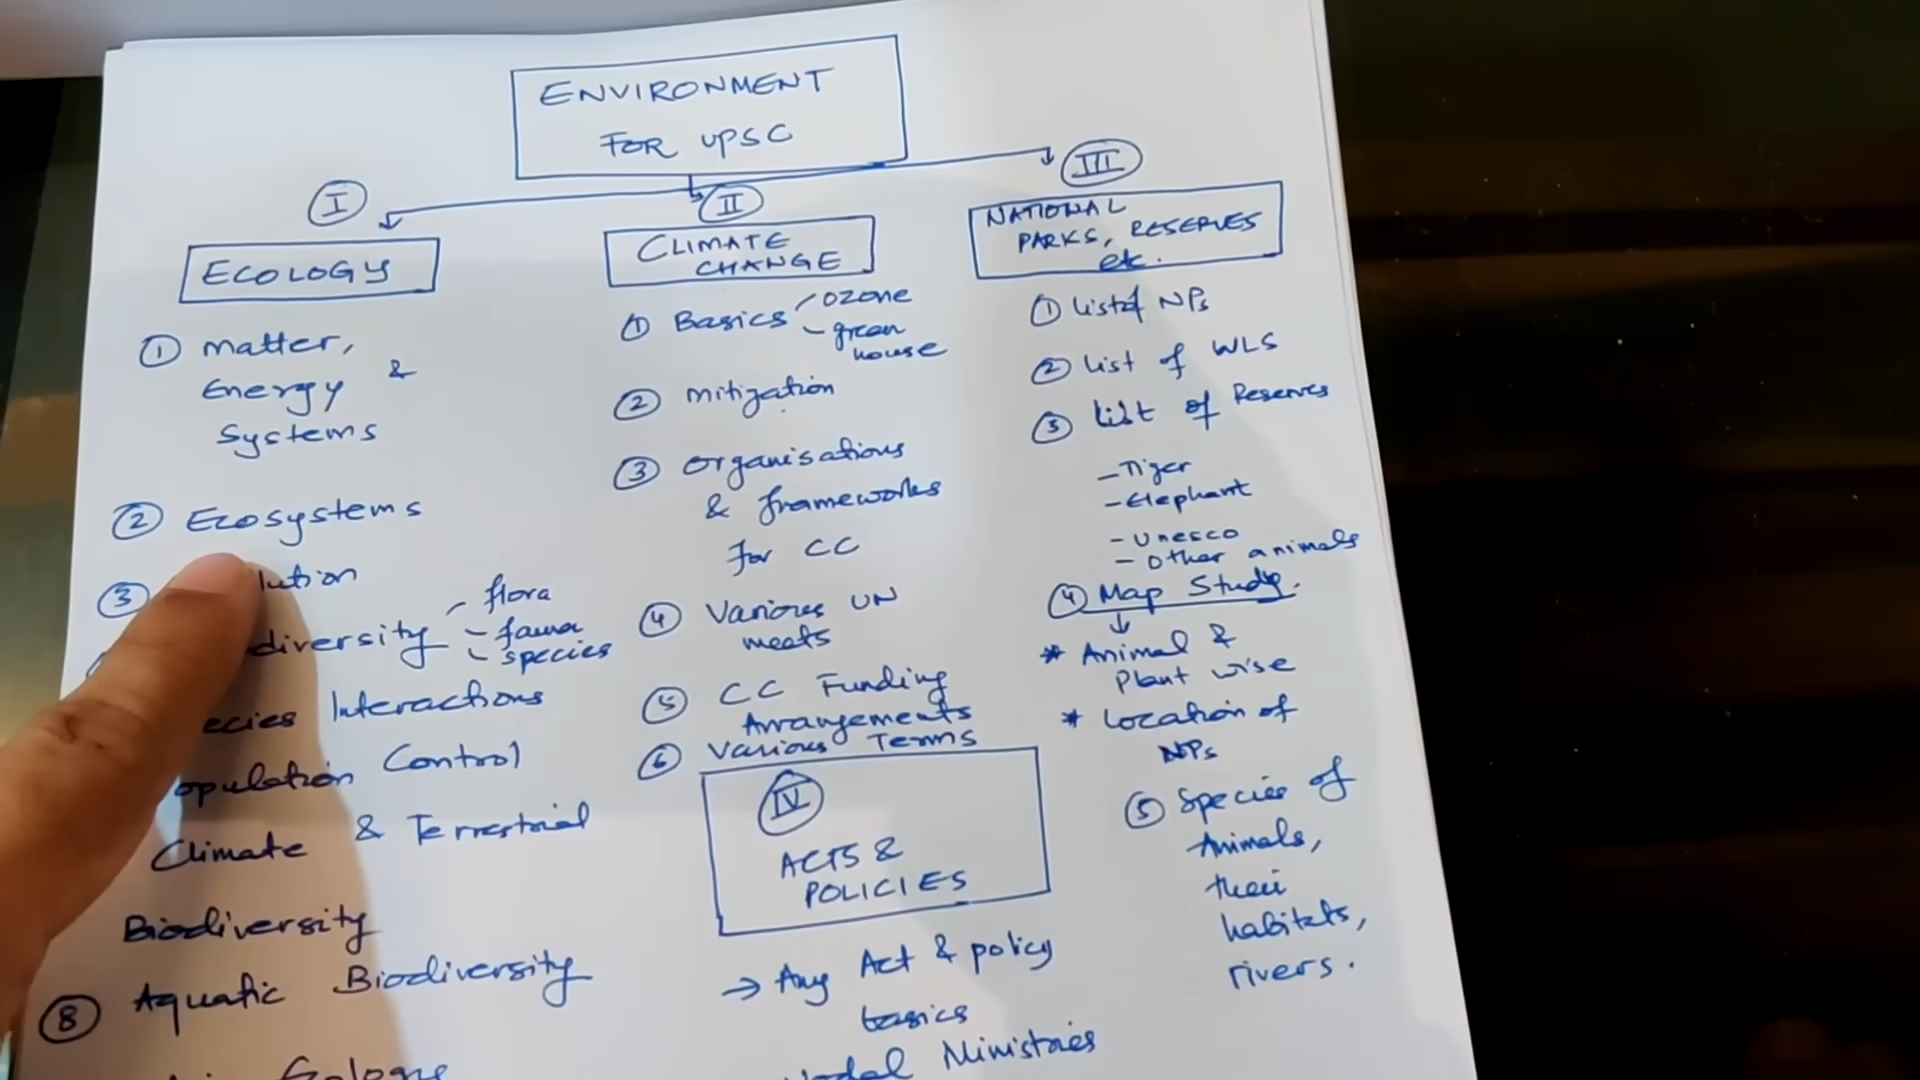 ENVIRONMENT
FOR UPSC
I
ECOLOGY
① Matter,
Energy &
Systems
② Ecosystems
③ lution
diversity - flora
- fauna
- species
ecies Interactions
opulation Control
Climate & Terrestrial
Biodiversity
⑧ Aquatic Biodiversity
II
CLIMATE
CHANGE
① Basics - Ozone
- green
house
② Mitigation
③ Organisations
& frameworks
for CC
④ Various UN
meets
⑤ CC Funding
Arrangements
⑥ Various Terms
IV
ACTS &
POLICIES
→ Any Act & policy
basics
Nodal Ministries
III
NATIONAL
PARKS, RESERVES
etc.
① List of NPs
② List of WLS
③ List of Reserves
- Tiger
- Elephant
- Unesco
- Other animals
④ Map Study.
* Animal &
Plant wise
* Location of
NPs
⑤ Species of
Animals,
their
habitats,
rivers.